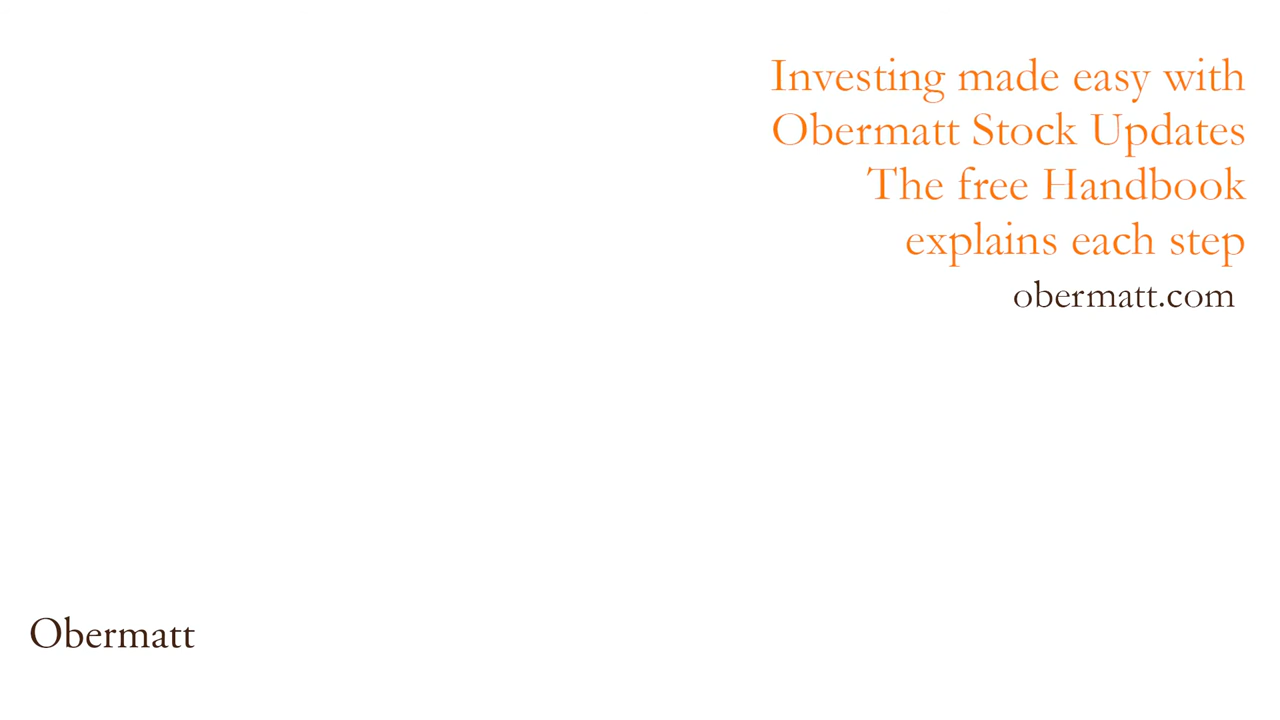 Investing made easy with
Obermatt Stock Updates
The free Handbook
explains each step
obermatt.com
Obermatt